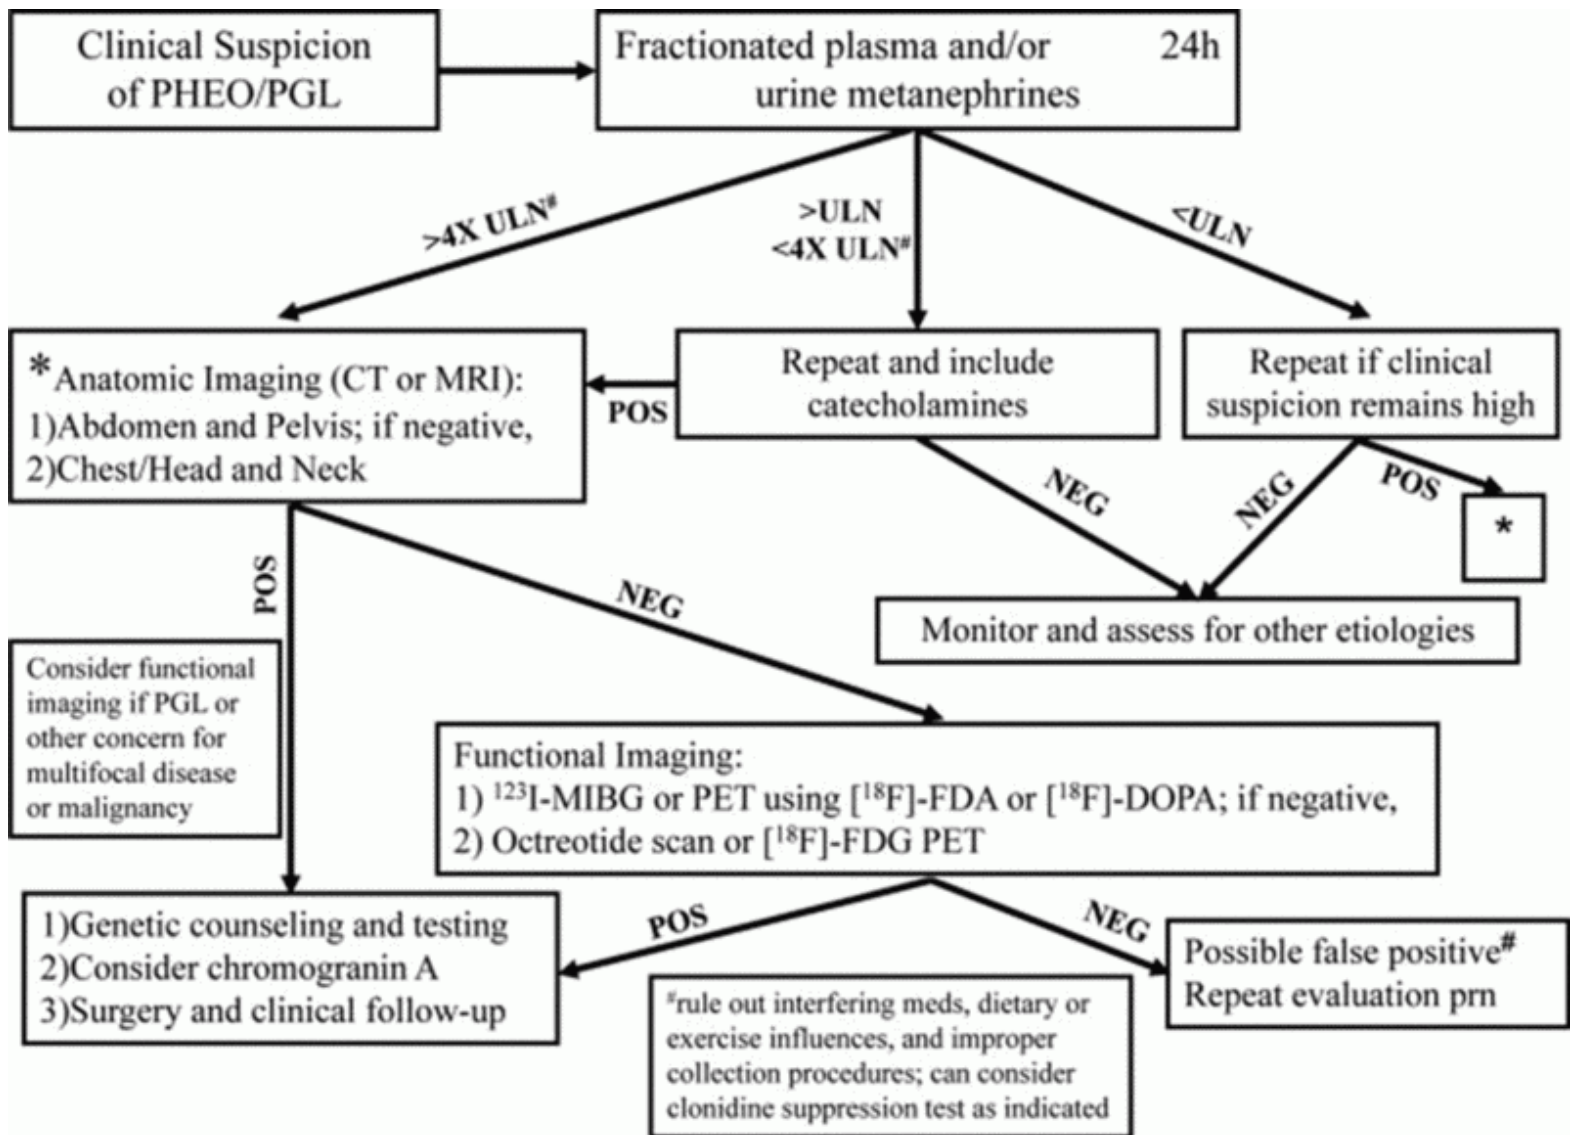 Clinical Suspicion
of PHEO/PGL
Fractionated plasma and/or 24h
urine metanephrines
>4X ULN#
>ULN
<4X ULN#
<ULN
*Anatomic Imaging (CT or MRI):
1)Abdomen and Pelvis; if negative,
2)Chest/Head and Neck
POS
Repeat and include
catecholamines
Repeat if clinical
suspicion remains high
NEG
NEG
POS
*
Monitor and assess for other etiologies
POS
NEG
Consider functional
imaging if PGL or
other concern for
multifocal disease
or malignancy
Functional Imaging:
1) ¹²³I-MIBG or PET using [¹⁸F]-FDA or [¹⁸F]-DOPA; if negative,
2) Octreotide scan or [¹⁸F]-FDG PET
POS
NEG
1)Genetic counseling and testing
2)Consider chromogranin A
3)Surgery and clinical follow-up
Possible false positive#
Repeat evaluation prn
#rule out interfering meds, dietary or
exercise influences, and improper
collection procedures; can consider
clonidine suppression test as indicated